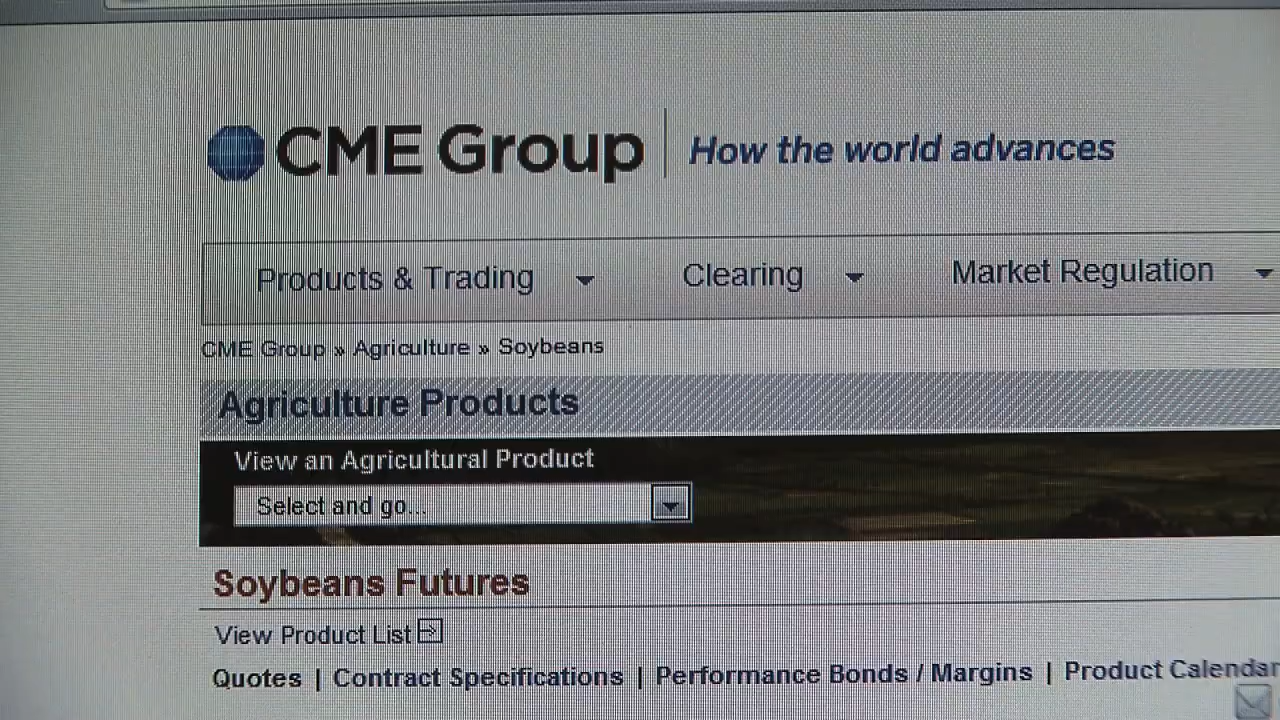 CME Group How the world advances
Products & Trading Clearing Market Regulation
CME Group » Agriculture » Soybeans
Agriculture Products
View an Agricultural Product
Select and go...
Soybeans Futures
View Product List
Quotes | Contract Specifications | Performance Bonds / Margins | Product Calendar